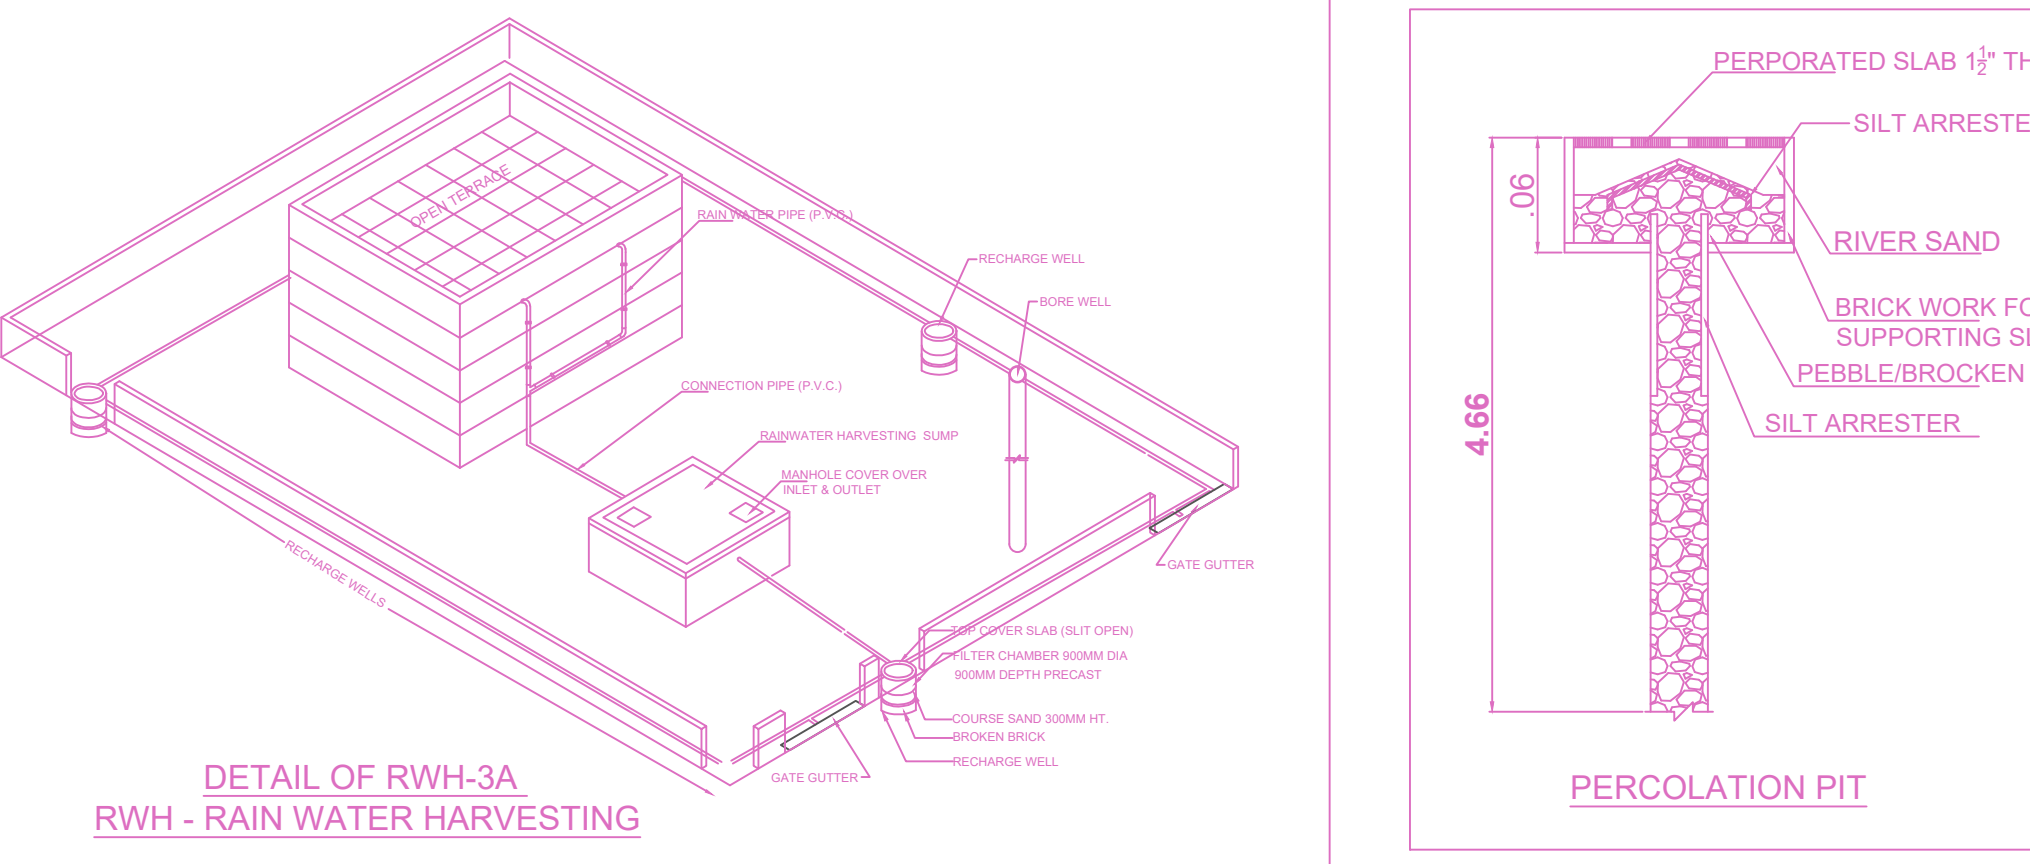 OPEN TERRACE
RAIN WATER PIPE (P.V.C.)
RECHARGE WELL
BORE WELL
CONNECTION PIPE (P.V.C.)
RAINWATER HARVESTING SUMP
MANHOLE COVER OVER
INLET & OUTLET
RECHARGE WELLS
GATE GUTTER
TOP COVER SLAB (SLIT OPEN)
FILTER CHAMBER 900MM DIA
900MM DEPTH PRECAST
COURSE SAND 300MM HT.
BROKEN BRICK
RECHARGE WELL
GATE GUTTER
DETAIL OF RWH-3A
RWH - RAIN WATER HARVESTING
PERPORATED SLAB 1 1/2" TH
SILT ARRESTE
.06
RIVER SAND
BRICK WORK FO
SUPPORTING SL
PEBBLE/BROCKEN
4.66
SILT ARRESTER
PERCOLATION PIT